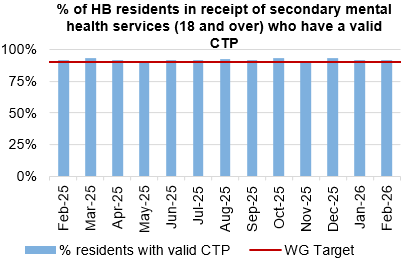 % of HB residents in receipt of secondary mental
health services (18 and over) who have a valid
CTP
100%
75%
50%
25%
0%
Feb-25
Mar-25
Apr-25
May-25
Jun-25
Jul-25
Aug-25
Sep-25
Oct-25
Nov-25
Dec-25
Jan-26
Feb-26
% residents with valid CTP WG Target